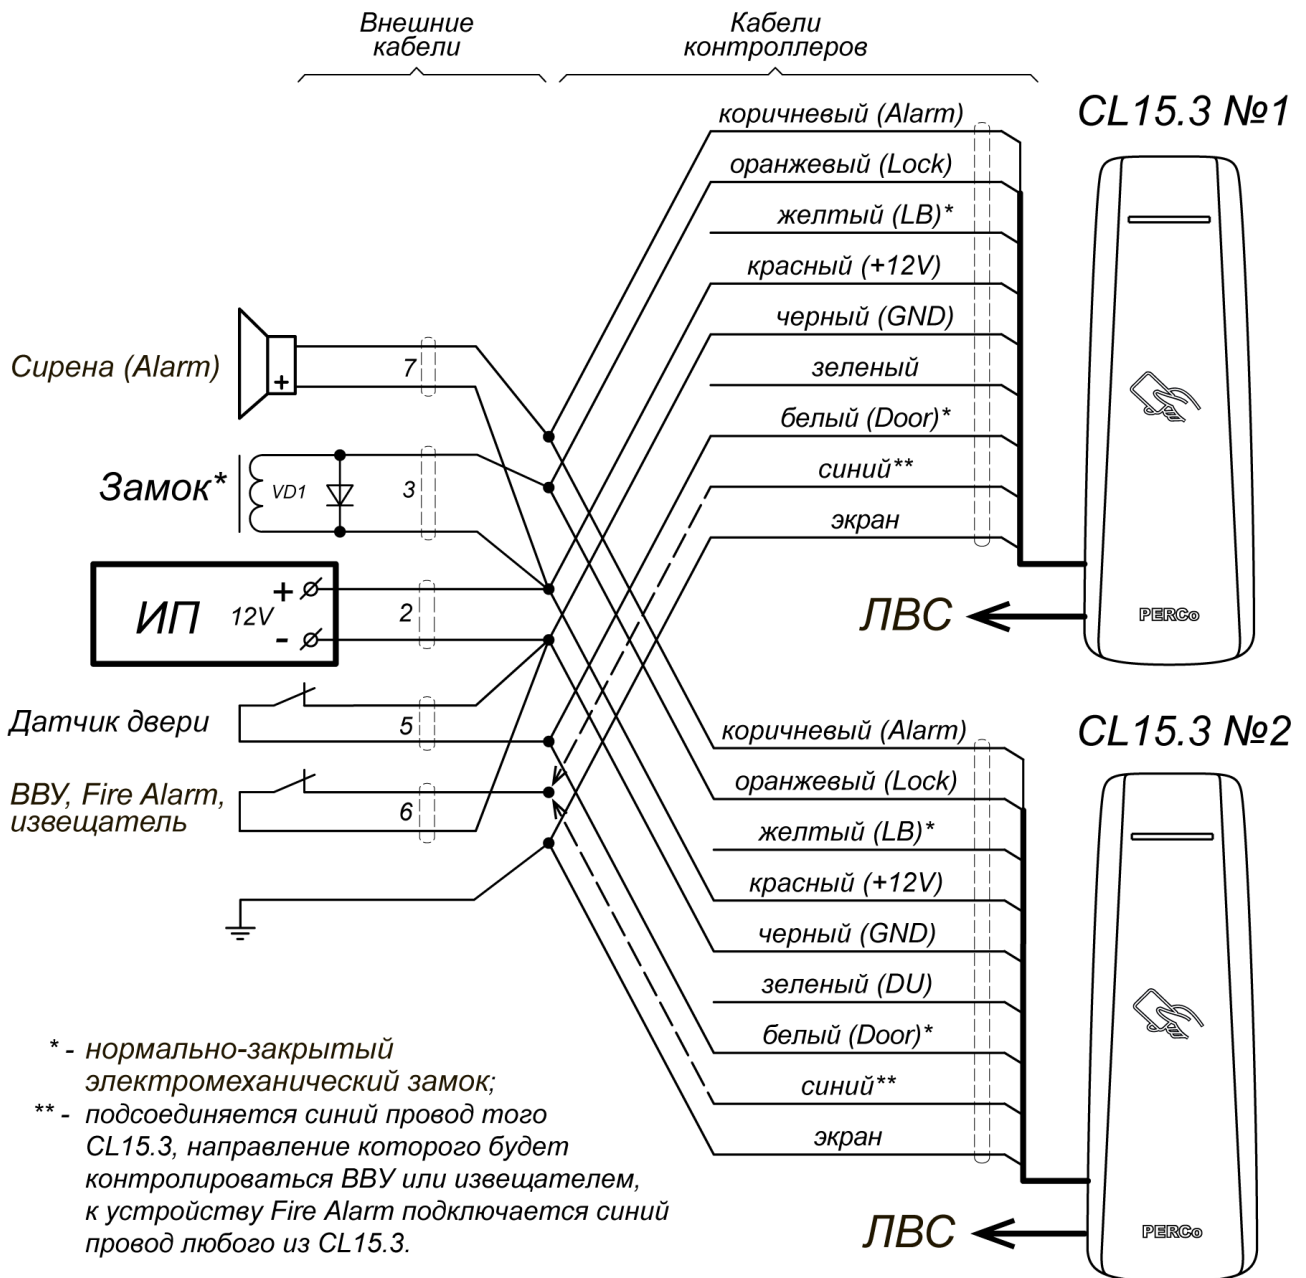 Внешние
кабели
Кабели
контроллеров
CL15.3 №1
коричневый (Alarm)
оранжевый (Lock)
желтый (LB)*
красный (+12V)
черный (GND)
зеленый
белый (Door)*
синий**
экран
ЛВС
PERCo
Сирена (Alarm)
+
7
Замок*
VD1
3
ИП
12V
+
-
2
Датчик двери
5
ВВУ, Fire Alarm,
извещатель
6
CL15.3 №2
коричневый (Alarm)
оранжевый (Lock)
желтый (LB)*
красный (+12V)
черный (GND)
зеленый (DU)
белый (Door)*
синий**
экран
ЛВС
PERCo
* - нормально-закрытый
электромеханический замок;
** - подсоединяется синий провод того
CL15.3, направление которого будет
контролироваться ВВУ или извещателем,
к устройству Fire Alarm подключается синий
провод любого из CL15.3.